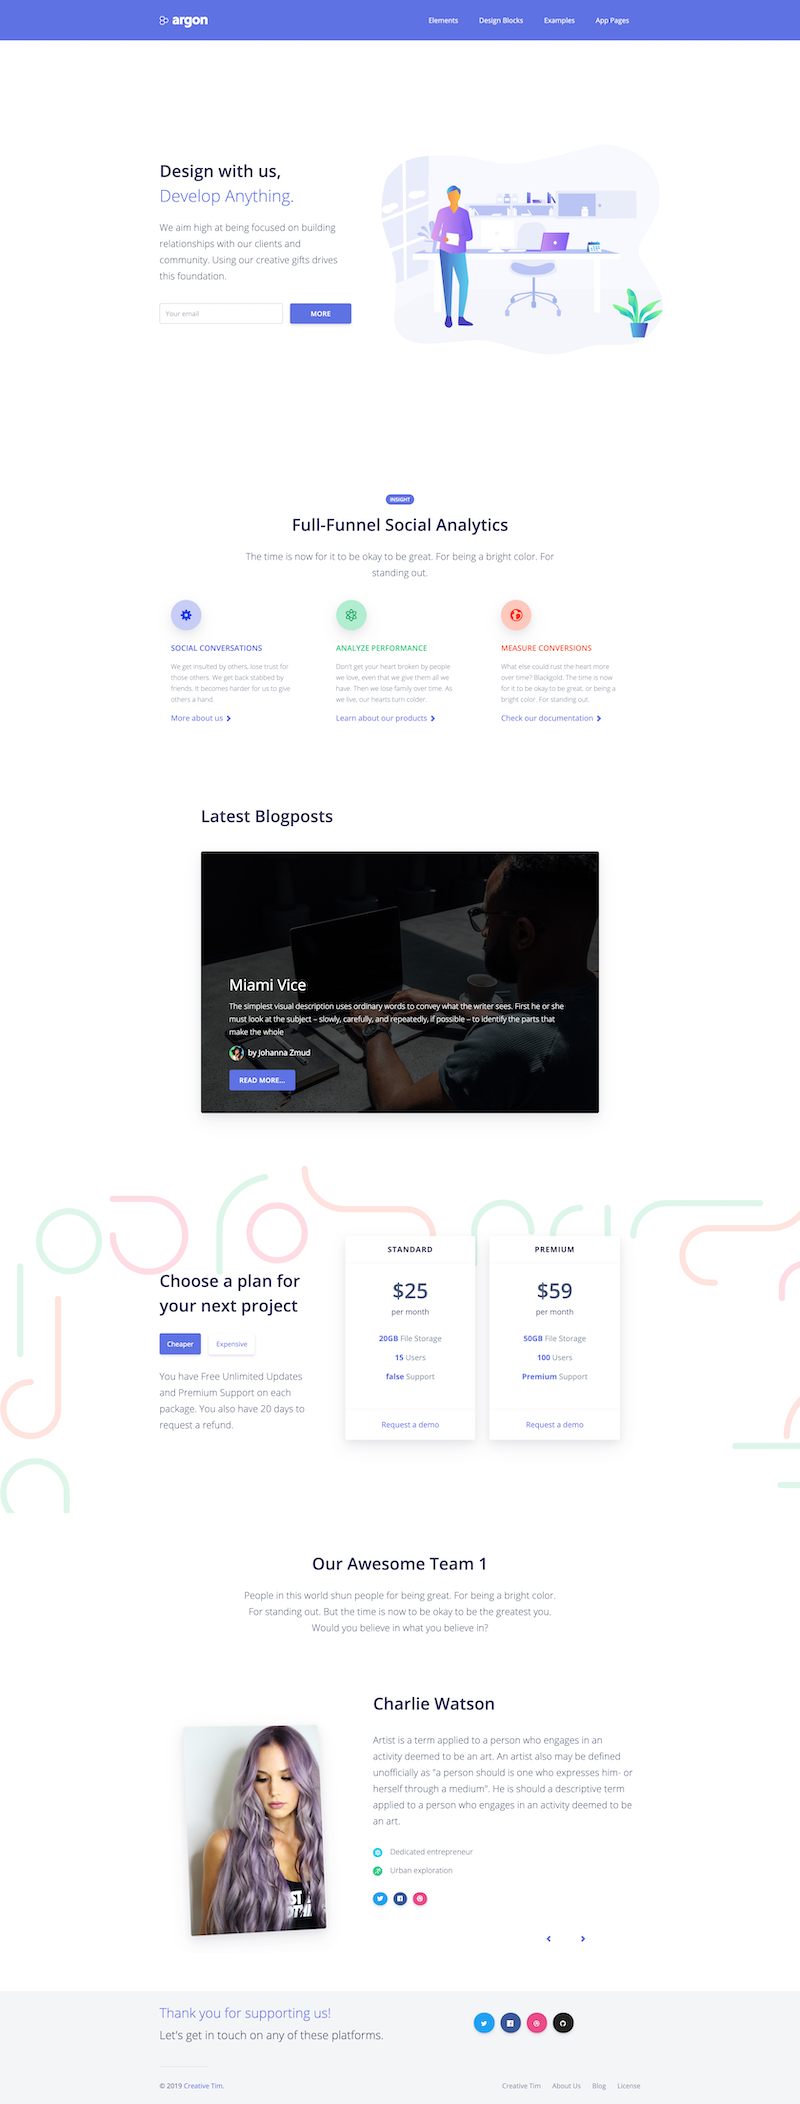 argon
Elements Design Blocks Examples App Pages
Design with us,
Develop Anything.
We aim high at being focused on building
relationships with our clients and
community. Using our creative gifts drives
this foundation.
Your email
MORE
INSIGHT
Full-Funnel Social Analytics
The time is now for it to be okay to be great. For being a bright color. For
standing out.
SOCIAL CONVERSATIONS
We get insulted by others, lose trust for
those others. We get back stabbed by
friends. It becomes harder for us to give
others a hand.
More about us
ANALYZE PERFORMANCE
Don't get your heart broken by people
we love, even that we give them all we
have. Then we lose family over time. As
we live, our hearts turn colder.
Learn about our products
MEASURE CONVERSIONS
What else could rust the heart more
over time? Blackgold. The time is now
for it to be okay to be great. or being a
bright color. For standing out.
Check our documentation
Latest Blogposts
Miami Vice
The simplest visual description uses ordinary words to convey what the writer sees. First he or she
must look at the subject – slowly, carefully, and repeatedly, if possible – to identify the parts that
make the whole
by Johanna Zmud
READ MORE...
Choose a plan for
your next project
Cheaper
Expensive
You have Free Unlimited Updates
and Premium Support on each
package. You also have 20 days to
request a refund.
STANDARD
$25
per month
20GB File Storage
15 Users
false Support
Request a demo
PREMIUM
$59
per month
50GB File Storage
100 Users
Premium Support
Request a demo
Our Awesome Team 1
People in this world shun people for being great. For being a bright color.
For standing out. But the time is now to be okay to be the greatest you.
Would you believe in what you believe in?
Charlie Watson
Artist is a term applied to a person who engages in an
activity deemed to be an art. An artist also may be defined
unofficially as "a person should is one who expresses him- or
herself through a medium". He is should a descriptive term
applied to a person who engages in an activity deemed to be
an art.
Dedicated entrepreneur
Urban exploration
Thank you for supporting us!
Let's get in touch on any of these platforms.
© 2019 Creative Tim.
Creative Tim About Us Blog License